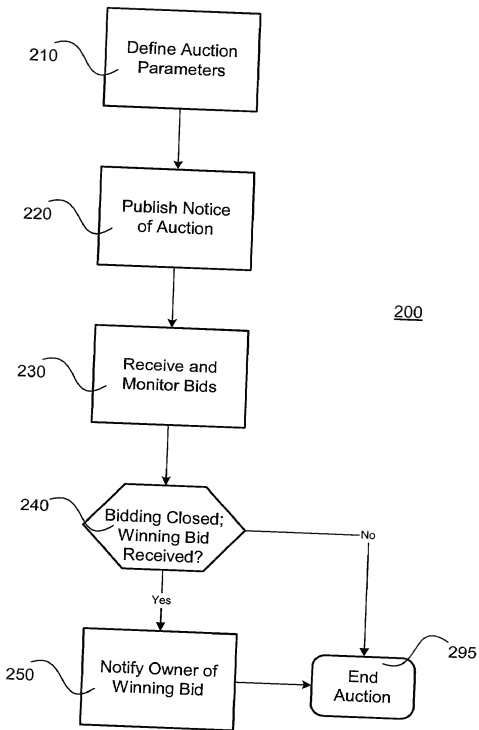 210
Define Auction
Parameters
220
Publish Notice
of Auction
200
230
Receive and
Monitor Bids
240
Bidding Closed;
Winning Bid
Received?
No
Yes
250
Notify Owner of
Winning Bid
End
Auction
295